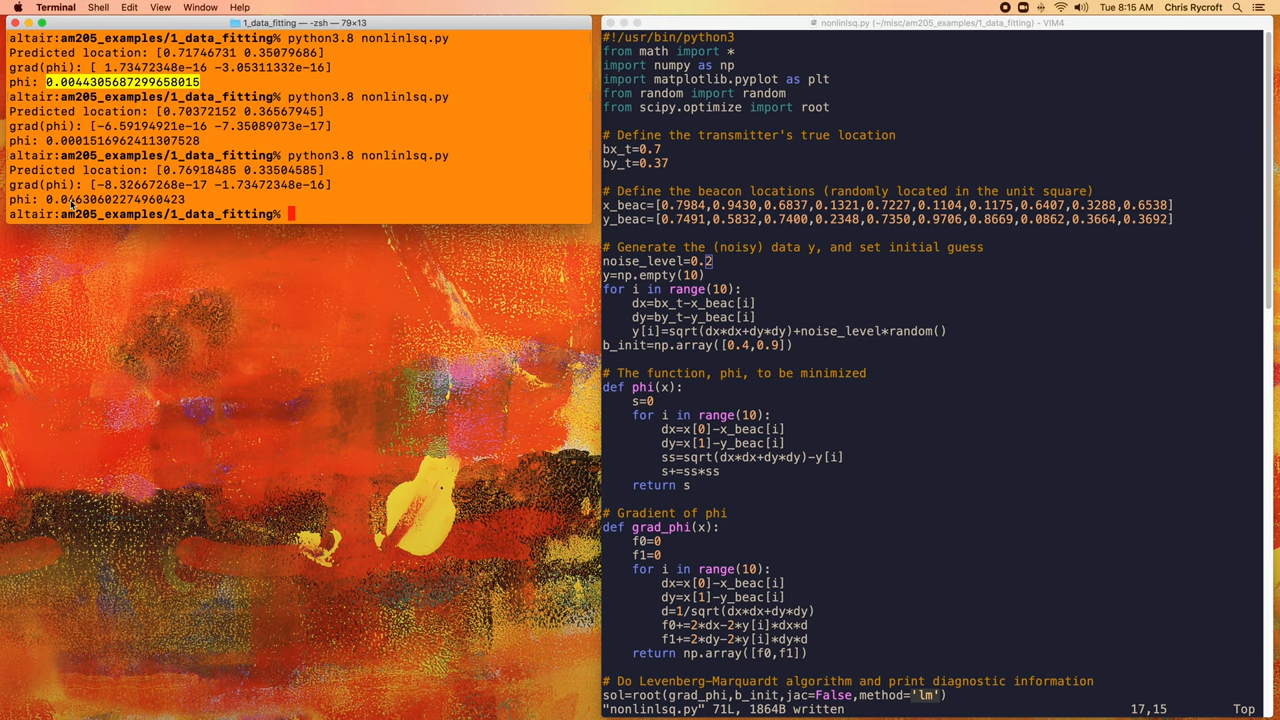 Terminal Shell Edit View Window Help
Tue 8:15 AM Chris Rycroft
1_data_fitting — -zsh — 79×13
altair:am205_examples/1_data_fitting% python3.8 nonlinlsq.py
Predicted location: [0.71746731 0.35079686]
grad(phi): [ 1.73472348e-16 -3.05311332e-16]
phi: 0.0044305687299658015
altair:am205_examples/1_data_fitting% python3.8 nonlinlsq.py
Predicted location: [0.70372152 0.36567945]
grad(phi): [-6.59194921e-16 -7.35089073e-17]
phi: 0.0001516962411307528
altair:am205_examples/1_data_fitting% python3.8 nonlinlsq.py
Predicted location: [0.76918485 0.33504585]
grad(phi): [-8.32667268e-17 -1.73472348e-16]
phi: 0.04630602274960423
altair:am205_examples/1_data_fitting%
nonlinlsq.py (~/misc/am205_examples/1_data_fitting) - VIM4
#!/usr/bin/python3
from math import *
import numpy as np
import matplotlib.pyplot as plt
from random import random
from scipy.optimize import root
# Define the transmitter's true location
bx_t=0.7
by_t=0.37
# Define the beacon locations (randomly located in the unit square)
x_beac=[0.7984,0.9430,0.6837,0.1321,0.7227,0.1104,0.1175,0.6407,0.3288,0.6538]
y_beac=[0.7491,0.5832,0.7400,0.2348,0.7350,0.9706,0.8669,0.0862,0.3664,0.3692]
# Generate the (noisy) data y, and set initial guess
noise_level=0.2
y=np.empty(10)
for i in range(10):
    dx=bx_t-x_beac[i]
    dy=by_t-y_beac[i]
    y[i]=sqrt(dx*dx+dy*dy)+noise_level*random()
b_init=np.array([0.4,0.9])
# The function, phi, to be minimized
def phi(x):
    s=0
    for i in range(10):
        dx=x[0]-x_beac[i]
        dy=x[1]-y_beac[i]
        ss=sqrt(dx*dx+dy*dy)-y[i]
        s+=ss*ss
    return s
# Gradient of phi
def grad_phi(x):
    f0=0
    f1=0
    for i in range(10):
        dx=x[0]-x_beac[i]
        dy=x[1]-y_beac[i]
        d=1/sqrt(dx*dx+dy*dy)
        f0+=2*dx-2*y[i]*dx*d
        f1+=2*dy-2*y[i]*dy*d
    return np.array([f0,f1])
# Do Levenberg-Marquardt algorithm and print diagnostic information
sol=root(grad_phi,b_init,jac=False,method='lm')
"nonlinlsq.py" 71L, 1864B written 17,15 Top